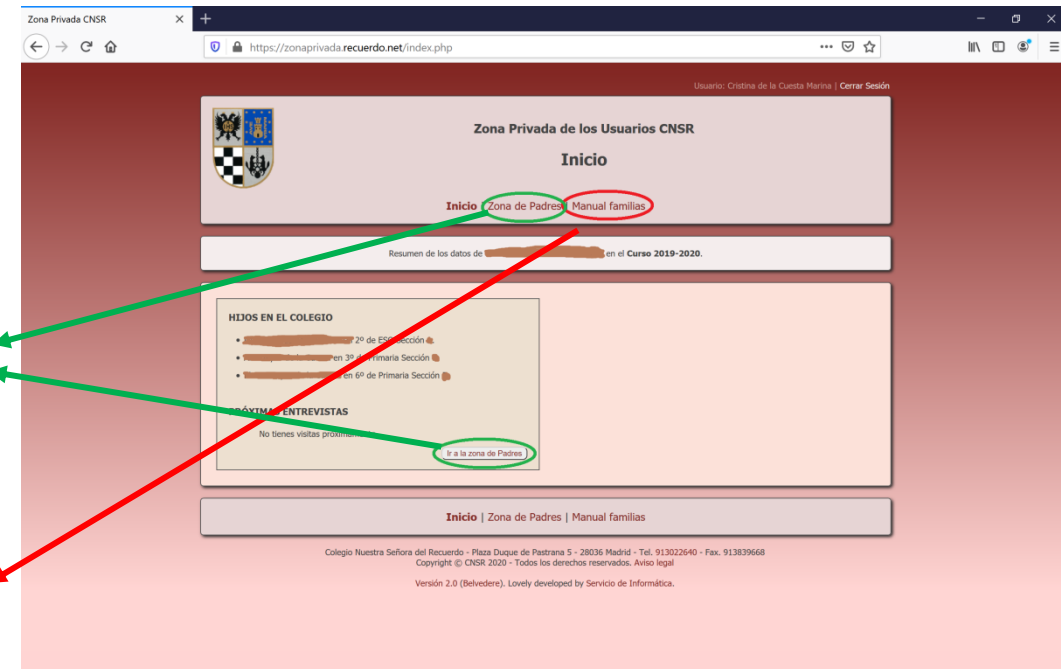 Zona Privada CNSR
https://zonaprivada.recuerdo.net/index.php
Usuario: Cristina de la Cuesta Marina | Cerrar Sesión
Zona Privada de los Usuarios CNSR
Inicio
Inicio | Zona de Padres | Manual familias
Resumen de los datos de en el Curso 2019-2020.
HIJOS EN EL COLEGIO
• 2º de ESO Sección
• en 3º de Primaria Sección
• en 6º de Primaria Sección
PRÓXIMAS ENTREVISTAS
No tienes visitas próximamente
Ir a la zona de Padres
Inicio | Zona de Padres | Manual familias
Colegio Nuestra Señora del Recuerdo - Plaza Duque de Pastrana 5 - 28036 Madrid - Tel. 913022640 - Fax. 913839668
Copyright © CNSR 2020 - Todos los derechos reservados. Aviso legal
Versión 2.0 (Belvedere). Lovely developed by Servicio de Informática.